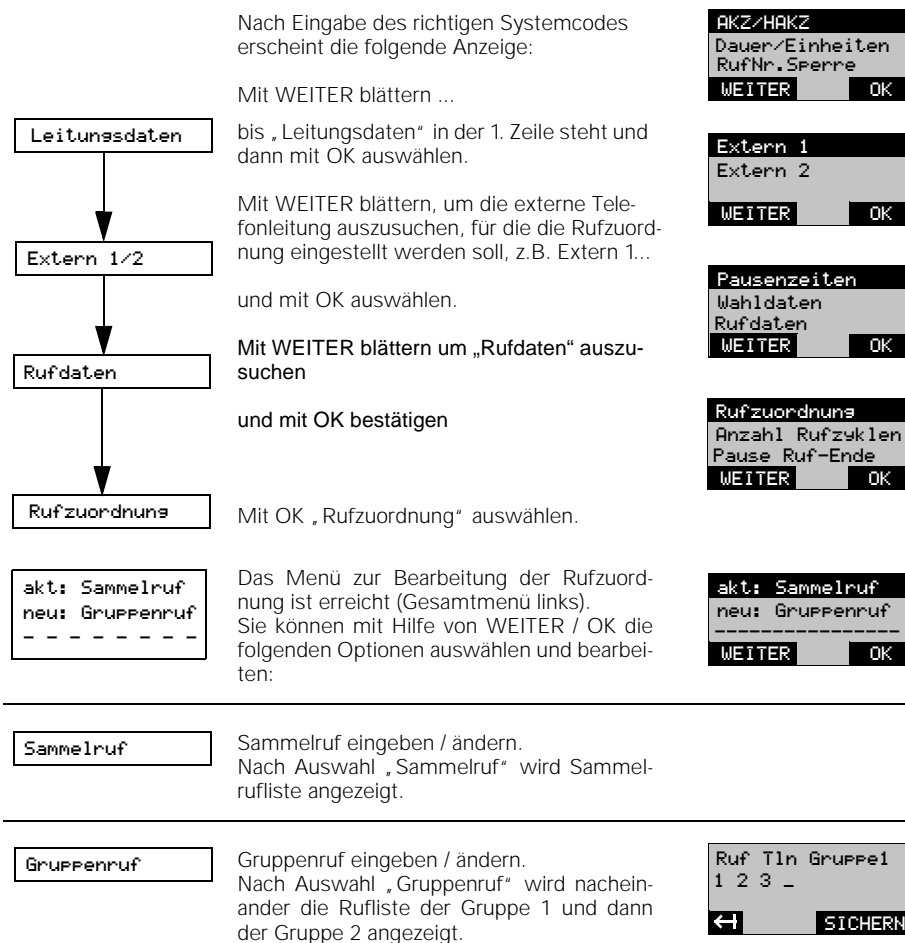 Nach Eingabe des richtigen Systemcodes
erscheint die folgende Anzeige:
AKZ/HAKZ
Dauer/Einheiten
RufNr.Sperre
WEITER OK
Mit WEITER blättern ...
Leitungsdaten
bis „Leitungsdaten“ in der 1. Zeile steht und
dann mit OK auswählen.
Extern 1
Extern 2
WEITER OK
Mit WEITER blättern, um die externe Tele-
fonleitung auszusuchen, für die die Rufzuord-
nung eingestellt werden soll, z.B. Extern 1...
Extern 1/2
und mit OK auswählen.
Pausenzeiten
Wahldaten
Rufdaten
WEITER OK
Mit WEITER blättern um „Rufdaten“ auszu-
suchen
Rufdaten
und mit OK bestätigen
Rufzuordnung
Anzahl Rufzyklen
Pause Ruf-Ende
WEITER OK
Rufzuordnung
Mit OK „Rufzuordnung“ auswählen.
akt: Sammelruf
neu: Gruppenruf
- - - - - - - -
Das Menü zur Bearbeitung der Rufzuord-
nung ist erreicht (Gesamtmenü links).
Sie können mit Hilfe von WEITER / OK die
folgenden Optionen auswählen und bearbei-
ten:
akt: Sammelruf
neu: Gruppenruf
----------------
WEITER OK
Sammelruf
Sammelruf eingeben / ändern.
Nach Auswahl „Sammelruf“ wird Sammel-
rufliste angezeigt.
Gruppenruf
Gruppenruf eingeben / ändern.
Nach Auswahl „Gruppenruf“ wird nachein-
ander die Rufliste der Gruppe 1 und dann
der Gruppe 2 angezeigt.
Ruf Tln Gruppe1
1 2 3 _
SICHERN